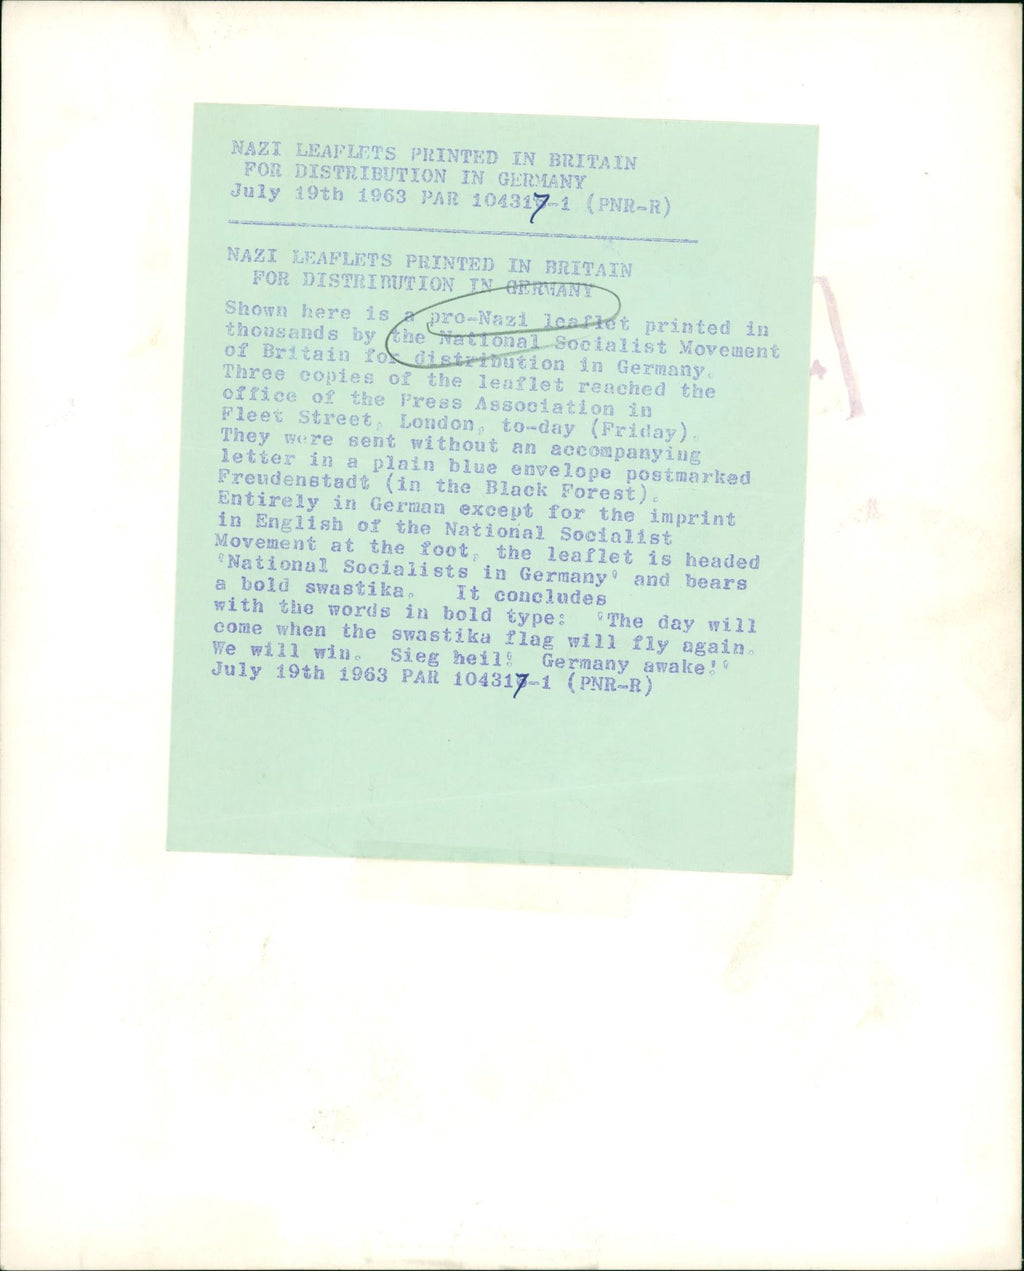 NAZI LEAFLETS PRINTED IN BRITAIN
FOR DISTRIBUTION IN GERMANY
July 19th 1963 PAR 104317-1 (PNR-R)
NAZI LEAFLETS PRINTED IN BRITAIN
FOR DISTRIBUTION IN GERMANY
Shown here is a pro-Nazi leaflet printed in
thousands by the National Socialist Movement
of Britain for distribution in Germany.
Three copies of the leaflet reached the
office of the Press Association in
Fleet Street, London, to-day (Friday).
They were sent without an accompanying
letter in a plain blue envelope postmarked
Freudenstadt (in the Black Forest).
Entirely in German except for the imprint
in English of the National Socialist
Movement at the foot, the leaflet is headed
'National Socialists in Germany' and bears
a bold swastika. It concludes
with the words in bold type: 'The day will
come when the swastika flag will fly again.
We will win. Sieg heil! Germany awake!'
July 19th 1963 PAR 104317-1 (PNR-R)